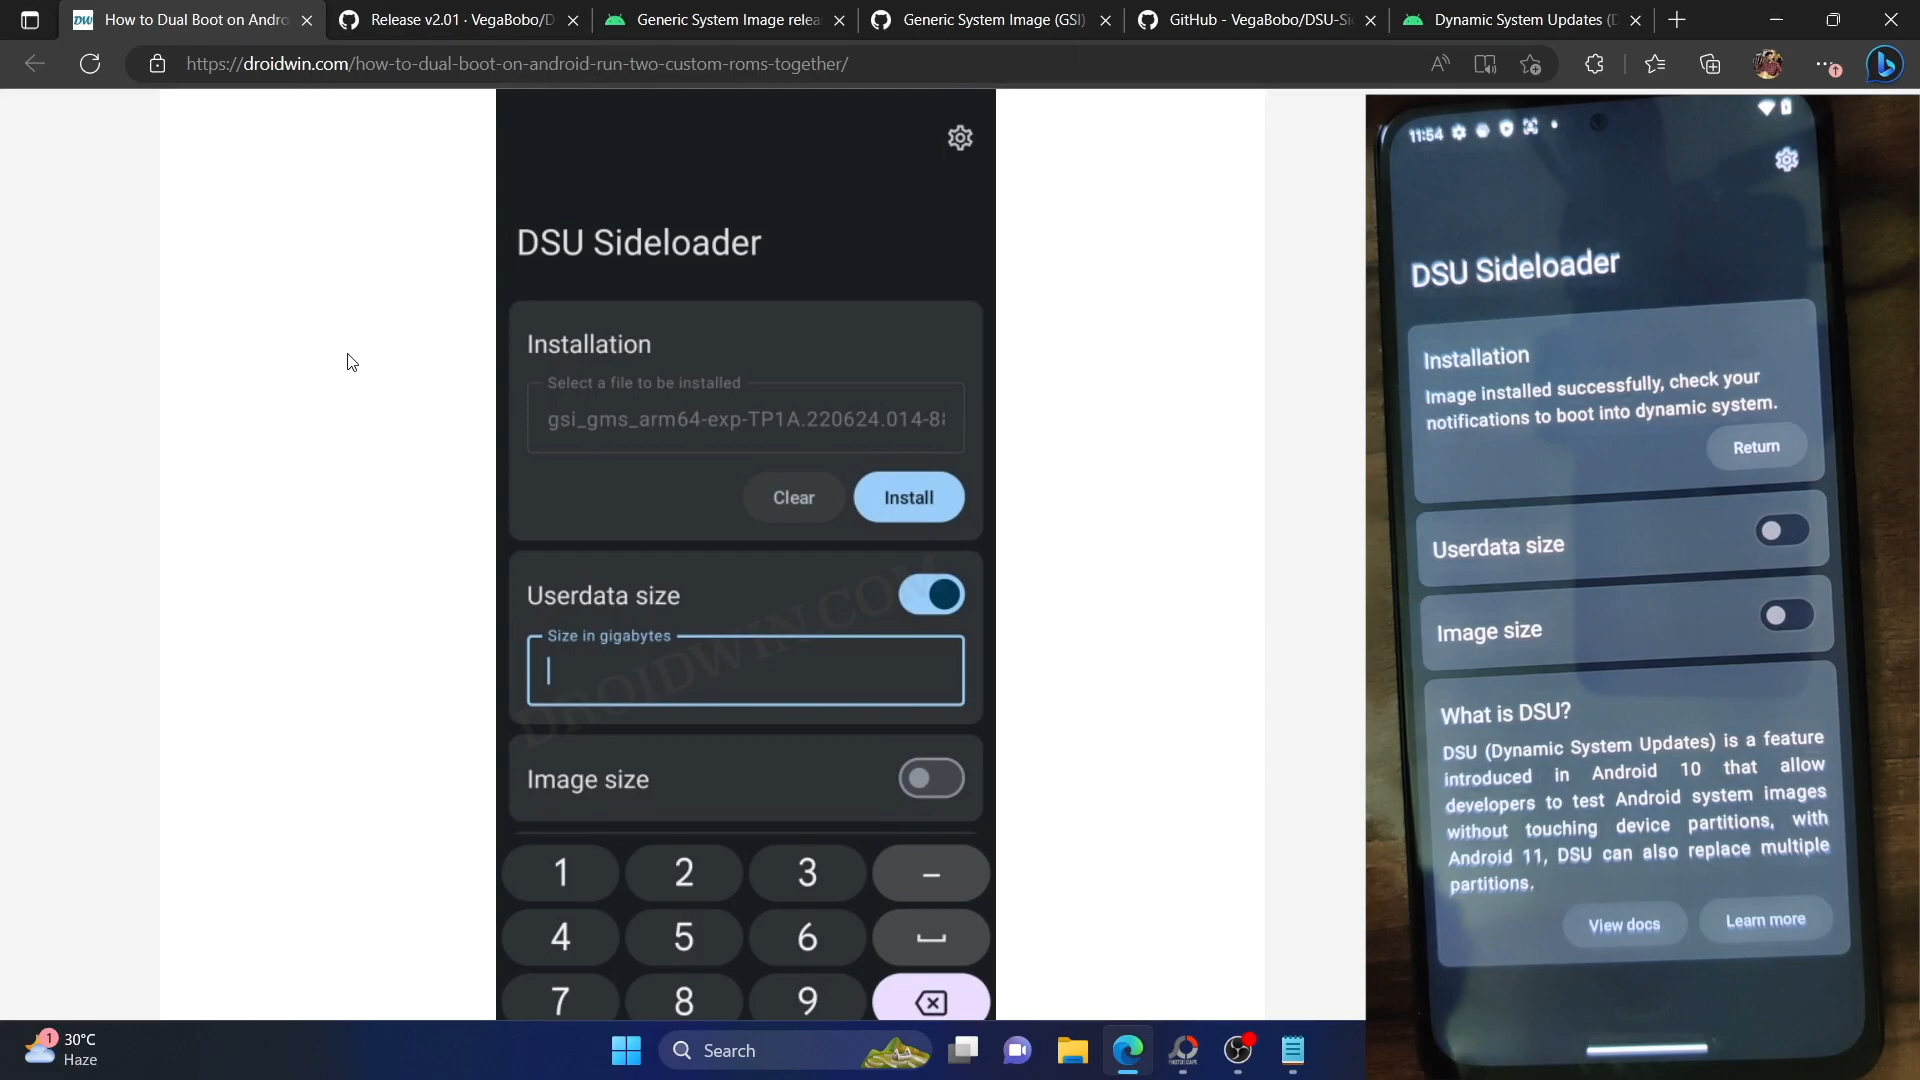 How to Dual Boot on Andro
Release v2.01 · VegaBobo/D
Generic System Image relea
Generic System Image (GSI)
GitHub - VegaBobo/DSU-Si
Dynamic System Updates (D
https://droidwin.com/how-to-dual-boot-on-android-run-two-custom-roms-together/
DSU Sideloader
Installation
Select a file to be installed
gsi_gms_arm64-exp-TP1A.220624.014-8
Clear
Install
Userdata size
Size in gigabytes
DROIDWIN.COM
Image size
1 2 3 –
4 5 6
7 8 9
11:54
DSU Sideloader
Installation
Image installed successfully, check your
notifications to boot into dynamic system.
Return
Userdata size
Image size
What is DSU?
DSU (Dynamic System Updates) is a feature
introduced in Android 10 that allow
developers to test Android system images
without touching device partitions, with
Android 11, DSU can also replace multiple
partitions.
View docs
Learn more
1
30°C
Haze
Search